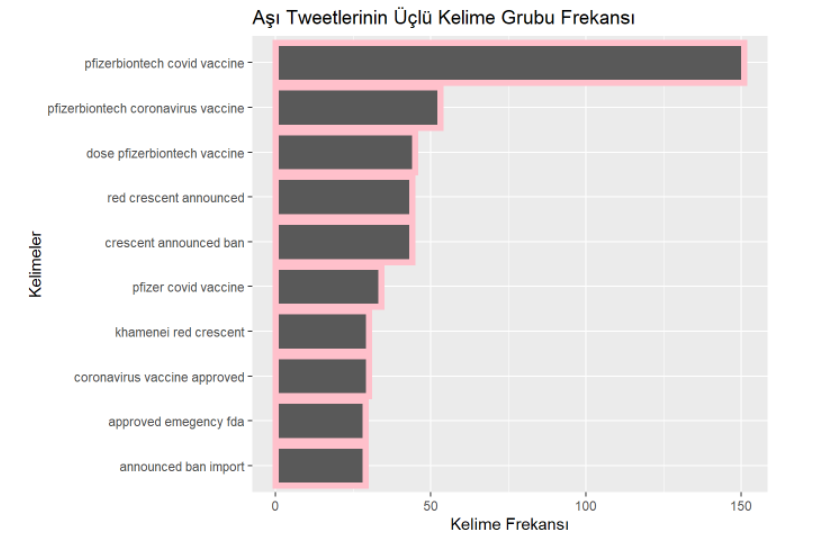 Aşı Tweetlerinin Üçlü Kelime Grubu Frekansı
pfizerbiontech covid vaccine
pfizerbiontech coronavirus vaccine
dose pfizerbiontech vaccine
red crescent announced
crescent announced ban
pfizer covid vaccine
khamenei red crescent
coronavirus vaccine approved
approved emegency fda
announced ban import
Kelimeler
0 50 100 150
Kelime Frekansı